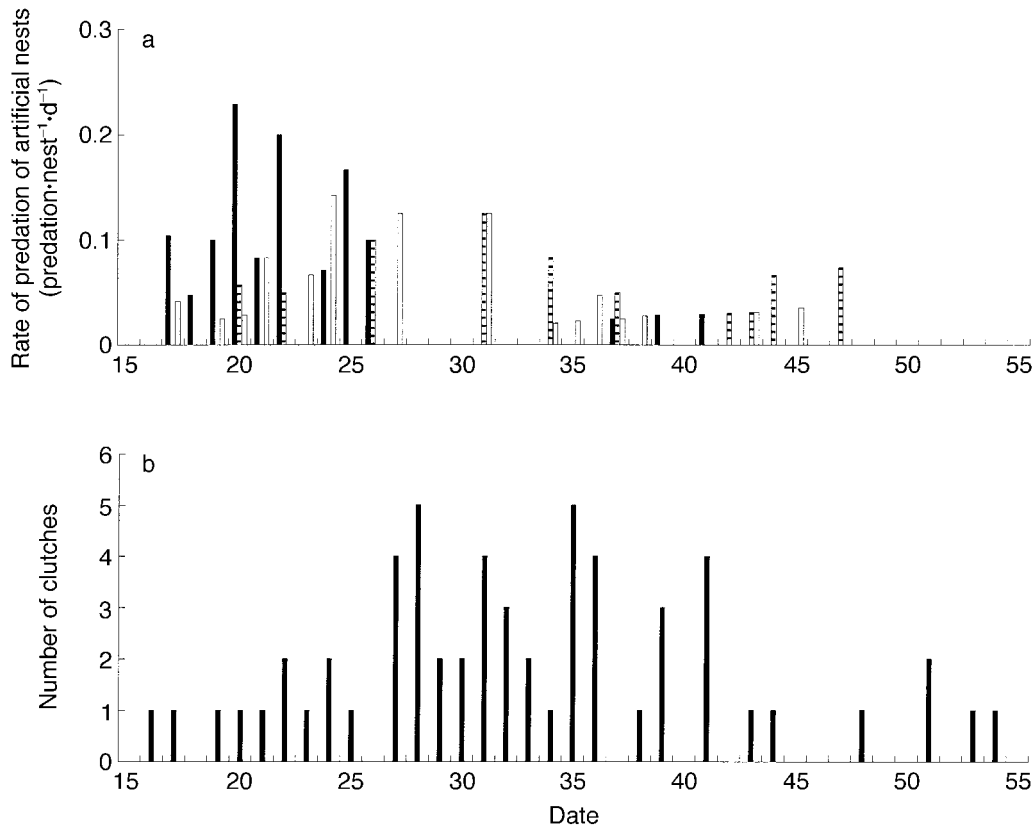 Rate of predation of artificial nests
(predation·nest⁻¹·d⁻¹)
a
0.3
0.2
0.1
0
15 20 25 30 35 40 45 50 55
b
Number of clutches
6
5
4
3
2
1
0
15 20 25 30 35 40 45 50 55
Date